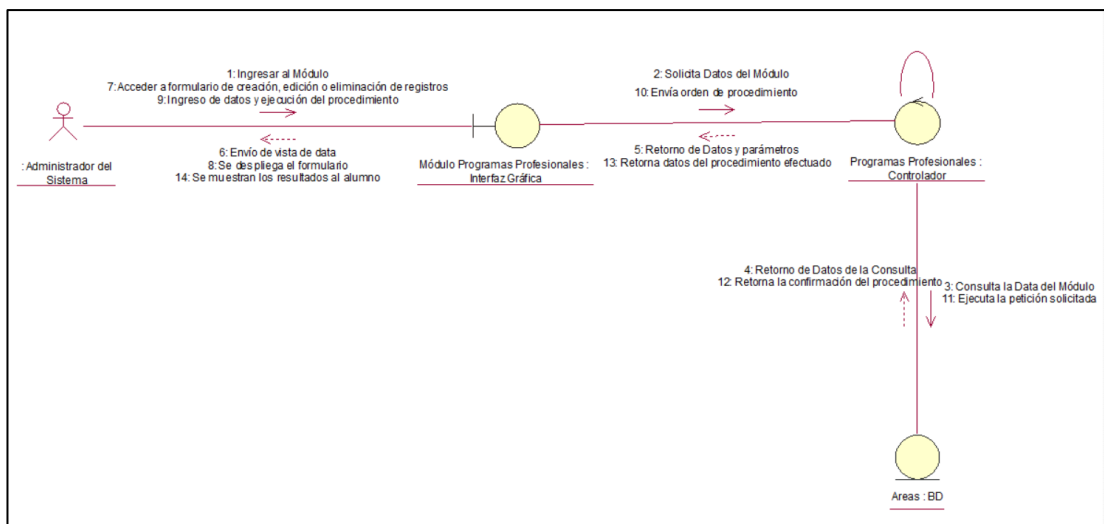 1: Ingresar al Módulo
7: Acceder a formulario de creación, edición o eliminación de registros
9: Ingreso de datos y ejecución del procedimiento
2: Solicita Datos del Módulo
10: Envía orden de procedimiento
6: Envío de vista de data
8: Se despliega el formulario
14: Se muestran los resultados al alumno
5: Retorno de Datos y parámetros
13: Retorna datos del procedimiento efectuado
: Administrador del
Sistema
Módulo Programas Profesionales :
Interfaz Gráfica
Programas Profesionales :
Controlador
4: Retorno de Datos de la Consulta
12: Retorna la confirmación del procedimiento
3: Consulta la Data del Módulo
11: Ejecuta la petición solicitada
Areas : BD